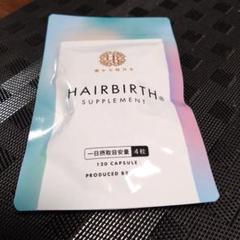 HAIRBIRTH®
SUPPLEMENT
一日摂取目安量 4粒
120 CAPSULE
PRODUCED BY